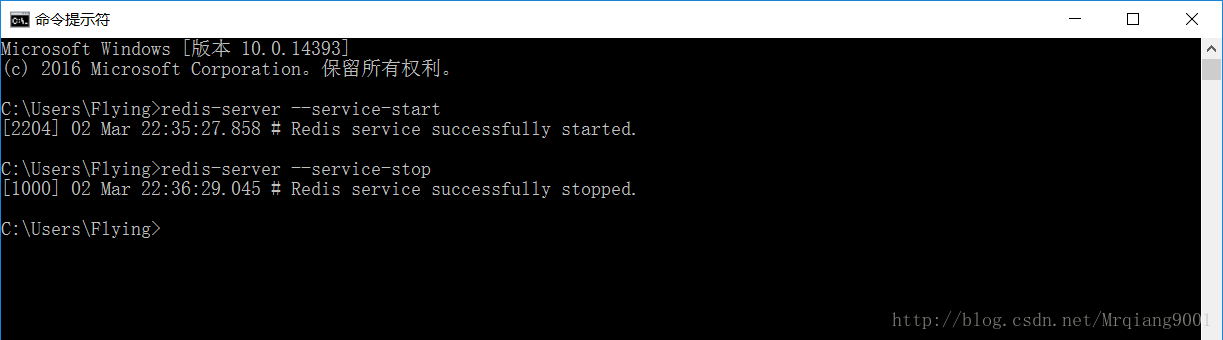 命令提示符
Microsoft Windows [版本 10.0.14393]
(c) 2016 Microsoft Corporation。保留所有权利。
C:\Users\Flying>redis-server --service-start
[2204] 02 Mar 22:35:27.858 # Redis service successfully started.
C:\Users\Flying>redis-server --service-stop
[1000] 02 Mar 22:36:29.045 # Redis service successfully stopped.
C:\Users\Flying>
http://blog.csdn.net/Mrqiang9001